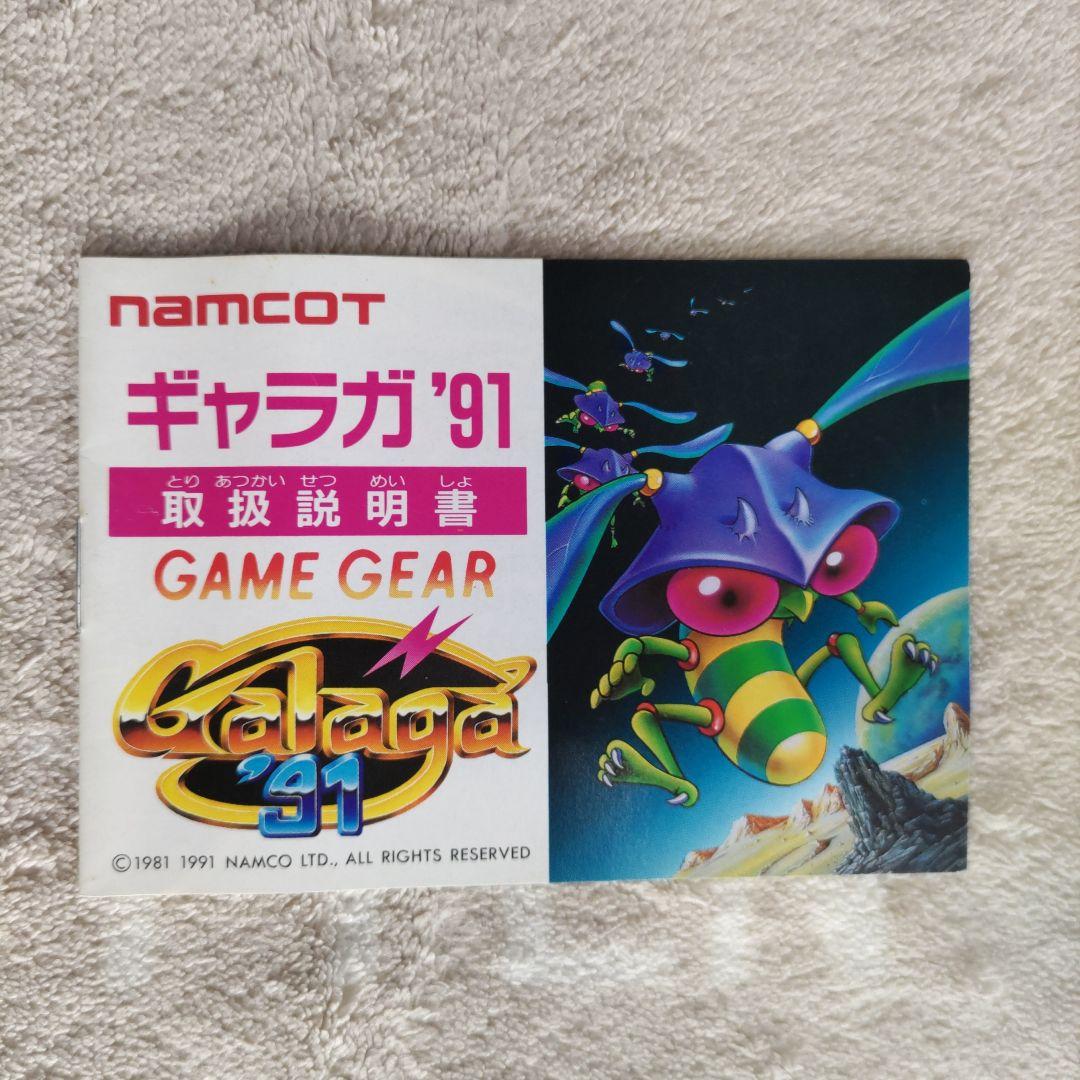 namcoT
ギャラガ'91
とり あつかい せつ めい しょ
取扱説明書
GAME GEAR
Galaga
'91
©1981 1991 NAMCO LTD., ALL RIGHTS RESERVED